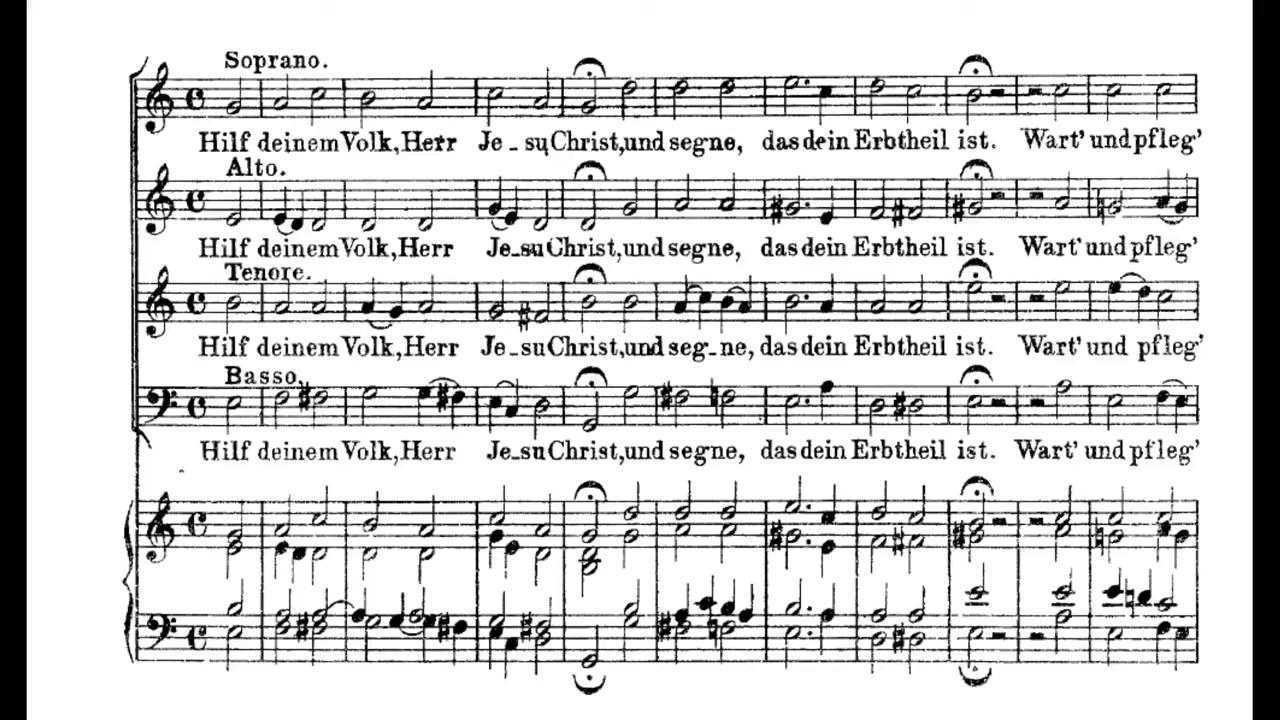 Soprano.
Hilf deinem Volk, Herr Je - su Christ, und segne, das dein Erbtheil ist. Wart' und pfleg'
Alto.
Hilf deinem Volk, Herr Je - su Christ, und segne, das dein Erbtheil ist. Wart' und pfleg'
Tenore.
Hilf deinem Volk, Herr Je - su Christ, und seg - ne, das dein Erbtheil ist. Wart' und pfleg'
Basso.
Hilf deinem Volk, Herr Je - su Christ, und segne, das dein Erbtheil ist. Wart' und pfleg'